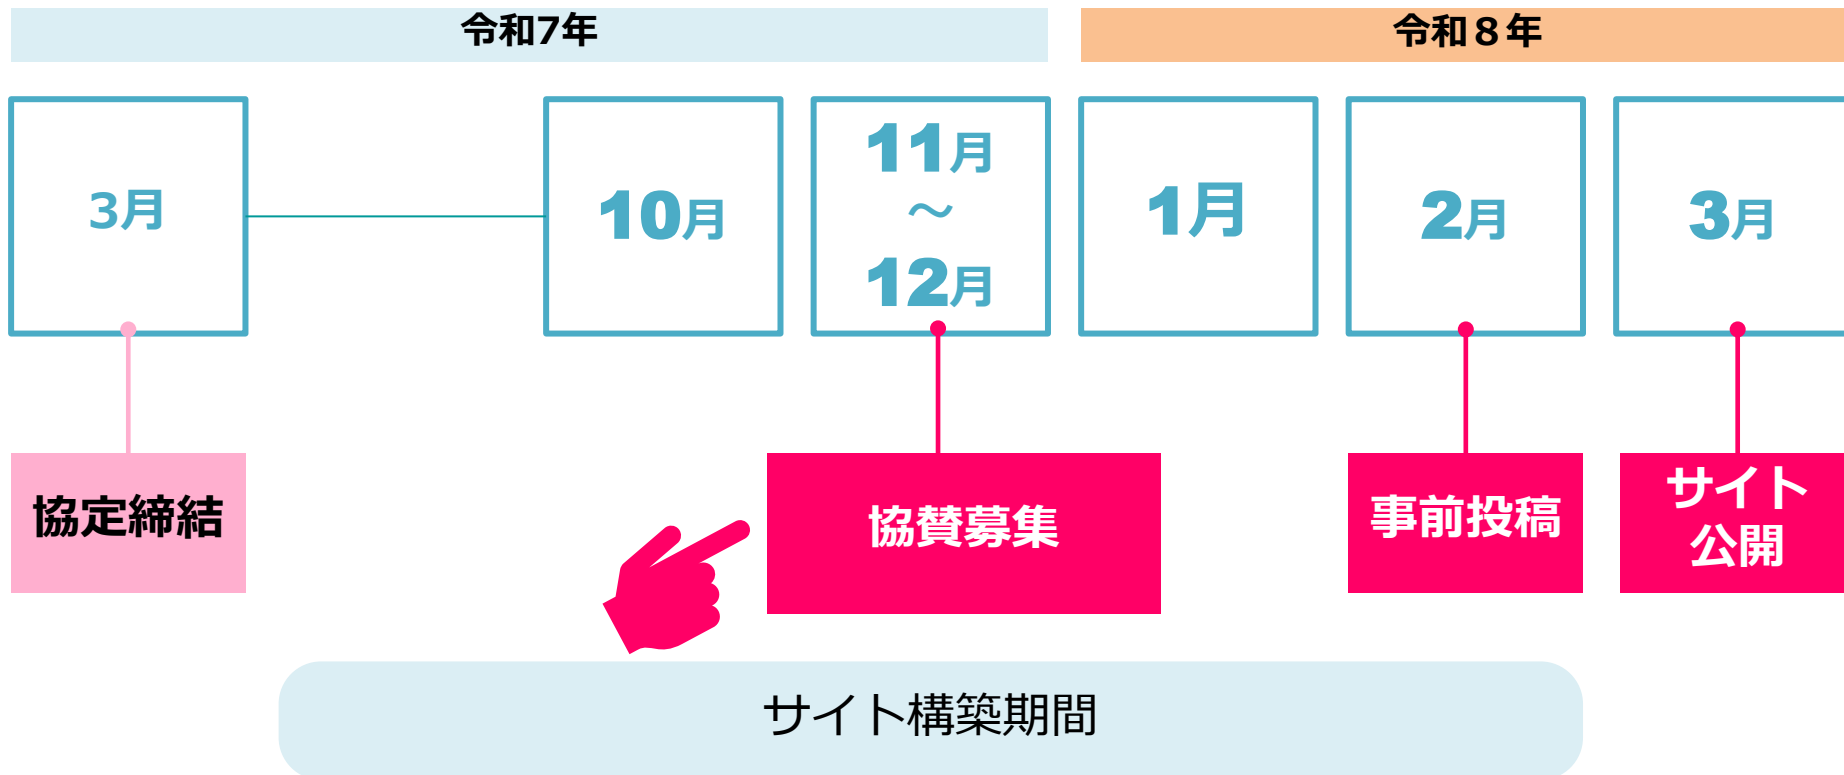 令和7年
令和８年
3月
10月
11月
～
12月
1月
2月
3月
協定締結
協賛募集
事前投稿
サイト
公開
サイト構築期間